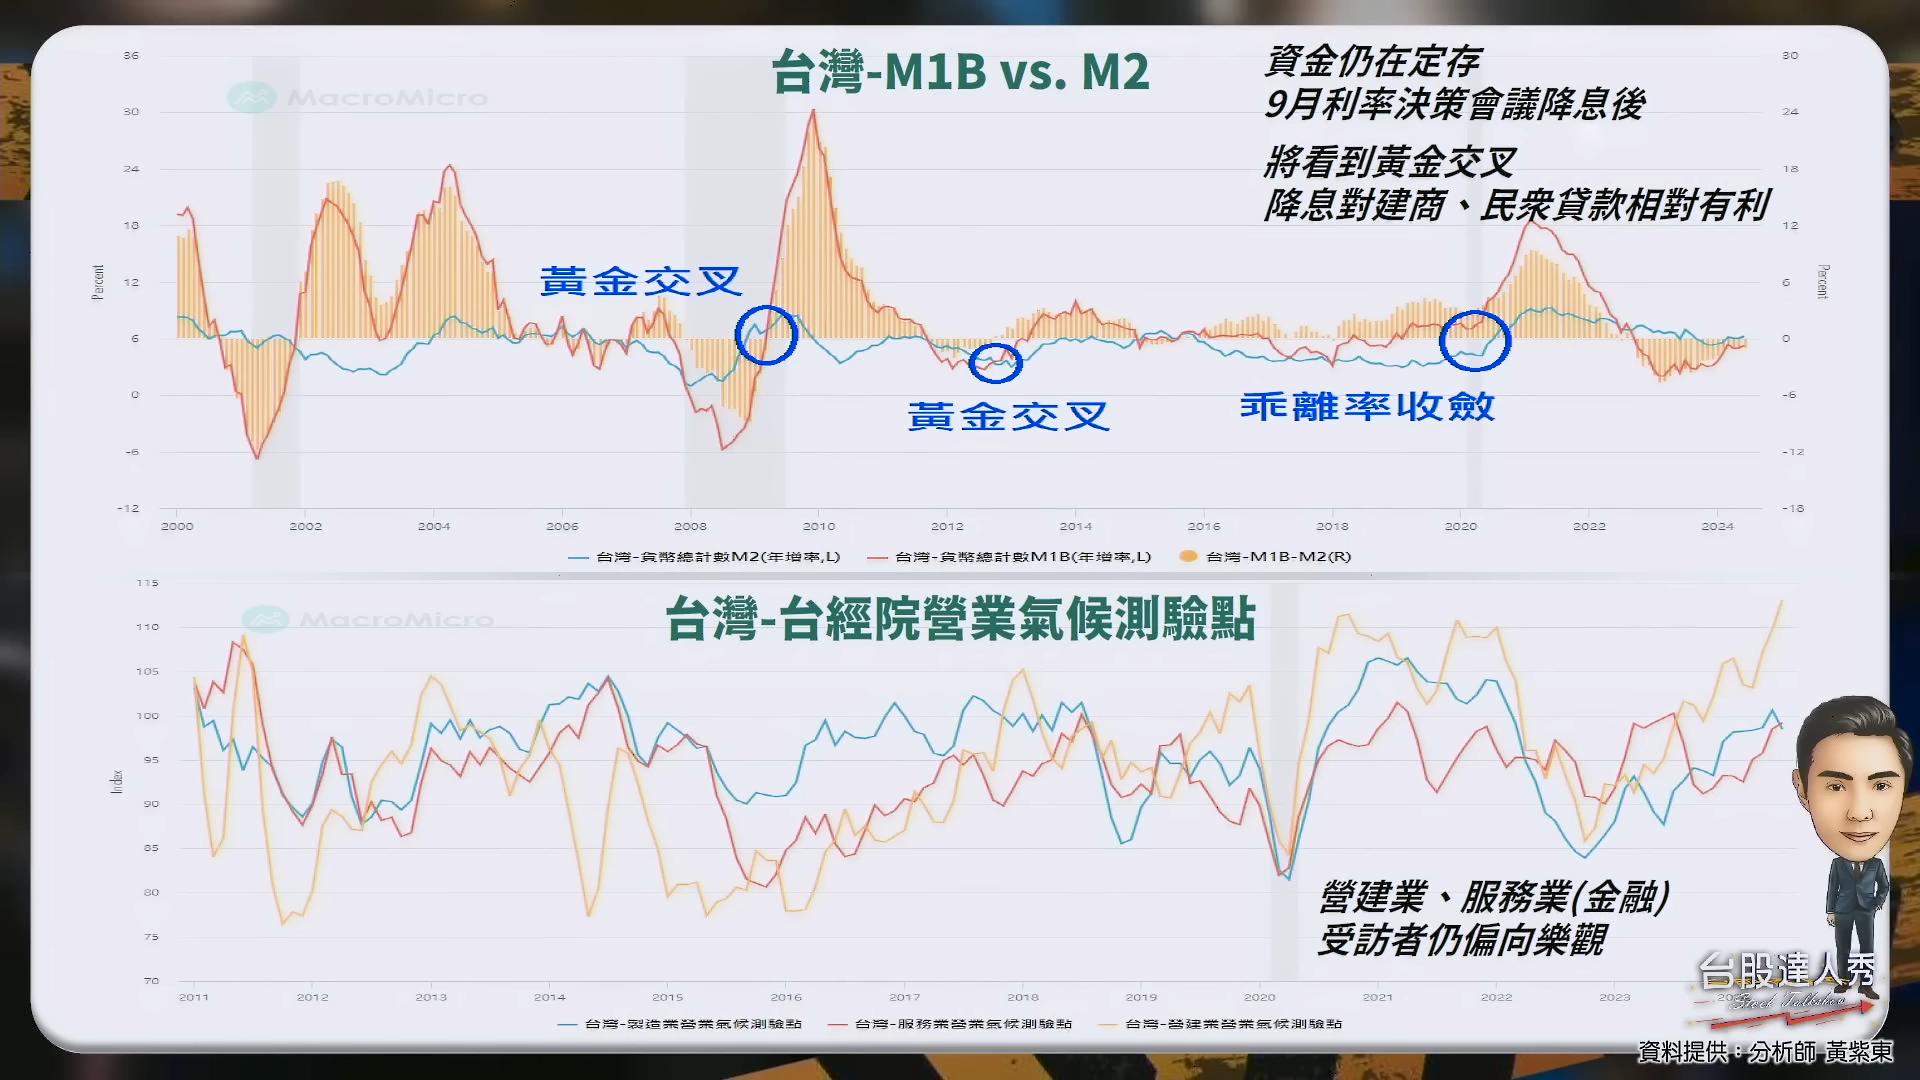 台灣-M1B vs. M2
MacroMicro
資金仍在定存
9月利率決策會議降息後
將看到黃金交叉
降息對建商、民眾貸款相對有利
36
30
24
18
12
6
0
-6
-12
Percent
30
24
18
12
6
0
-6
-12
-18
Percent
黃金交叉
黃金交叉
乖離率收斂
2000 2002 2004 2006 2008 2010 2012 2014 2016 2018 2020 2022 2024
台灣-貨幣總計數M2(年增率,L) 台灣-貨幣總計數M1B(年增率,L) 台灣-M1B-M2(R)
台灣-台經院營業氣候測驗點
MacroMicro
115
110
105
100
95
90
85
80
75
70
Index
營建業、服務業(金融)
受訪者仍偏向樂觀
2011 2012 2013 2014 2015 2016 2017 2018 2019 2020 2021 2022 2023
台灣-製造業營業氣候測驗點 台灣-服務業營業氣候測驗點 台灣-營建業營業氣候測驗點
台股達人秀
Stock Talkshow
資料提供：分析師 黃紫東